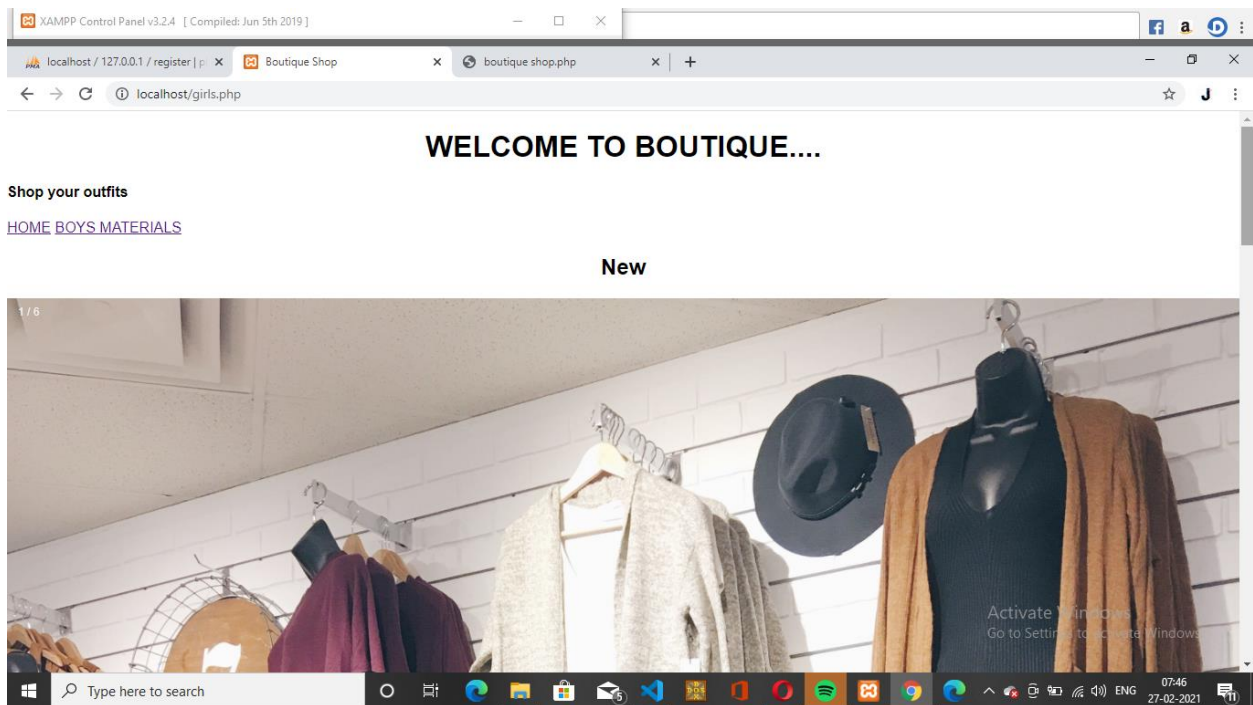 XAMPP Control Panel v3.2.4 [ Compiled: Jun 5th 2019 ]
localhost / 127.0.0.1 / register | p
Boutique Shop
boutique shop.php
localhost/girls.php
J
WELCOME TO BOUTIQUE....
Shop your outfits
HOME BOYS MATERIALS
New
1 / 6
Activate Windows
Go to Settings to activate Windows
Type here to search
5
ENG
07:46
27-02-2021
11